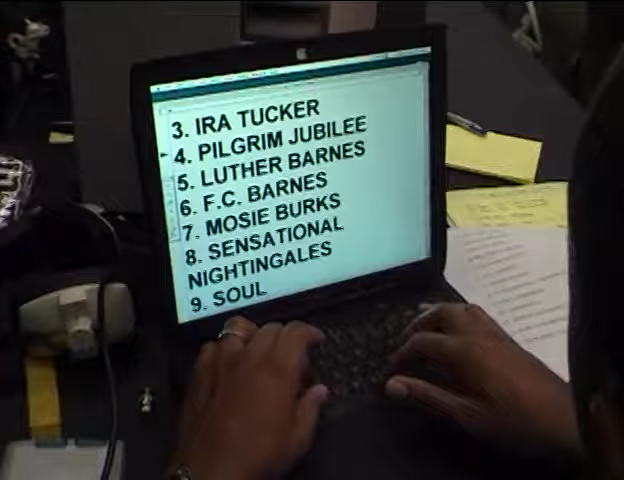 3. IRA TUCKER
4. PILGRIM JUBILEE
5. LUTHER BARNES
6. F.C. BARNES
7. MOSIE BURKS
8. SENSATIONAL
NIGHTINGALES
9. SOUL